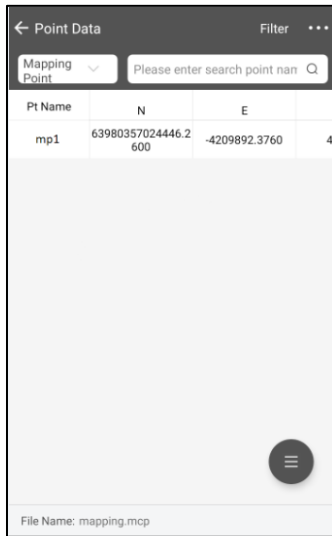 ← Point Data Filter •••
Mapping
Point
Please enter search point nam
Pt Name N E
mp1 63980357024446.2
600 -4209892.3760 4
File Name: mapping.mcp